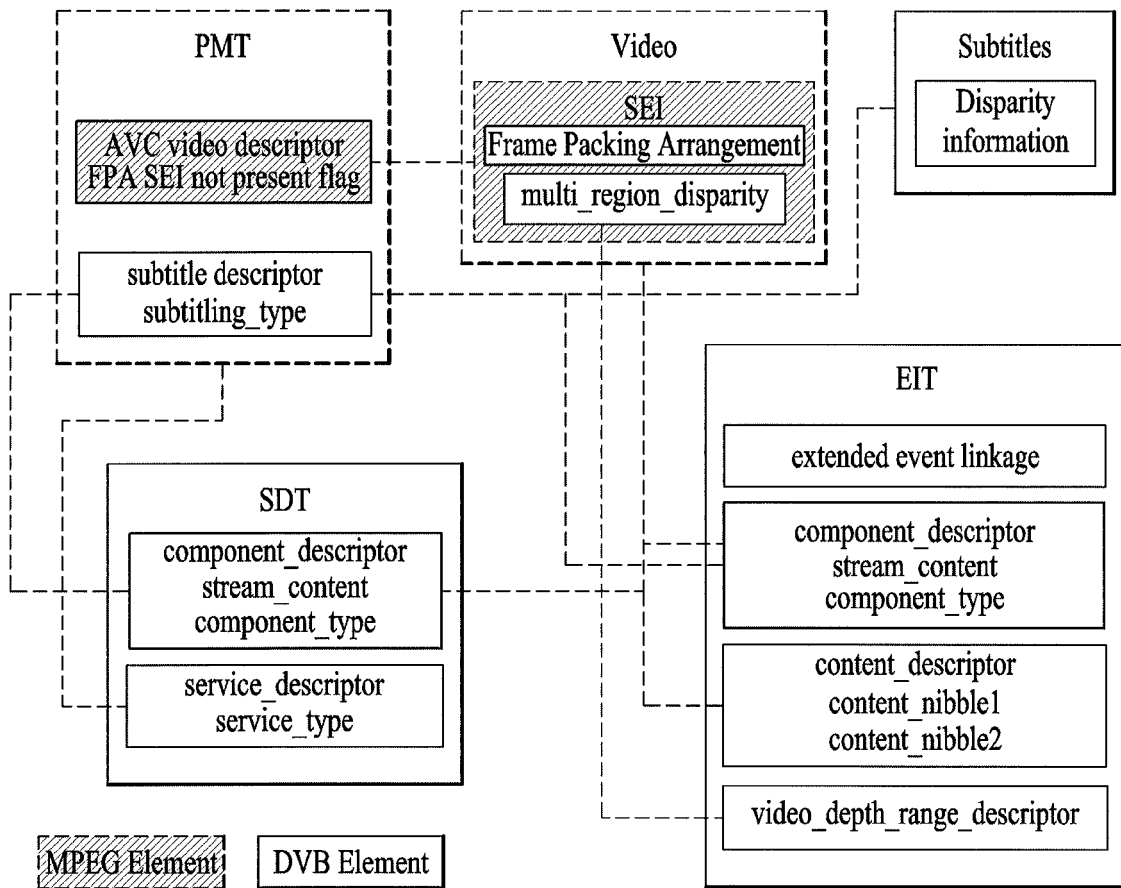 PMT
AVC video descriptor
FPA SEI not present flag
subtitle descriptor
subtitling_type
Video
SEI
Frame Packing Arrangement
multi_region_disparity
Subtitles
Disparity
information
SDT
component_descriptor
stream_content
component_type
service_descriptor
service_type
EIT
extended event linkage
component_descriptor
stream_content
component_type
content_descriptor
content_nibble1
content_nibble2
video_depth_range_descriptor
MPEG Element
DVB Element